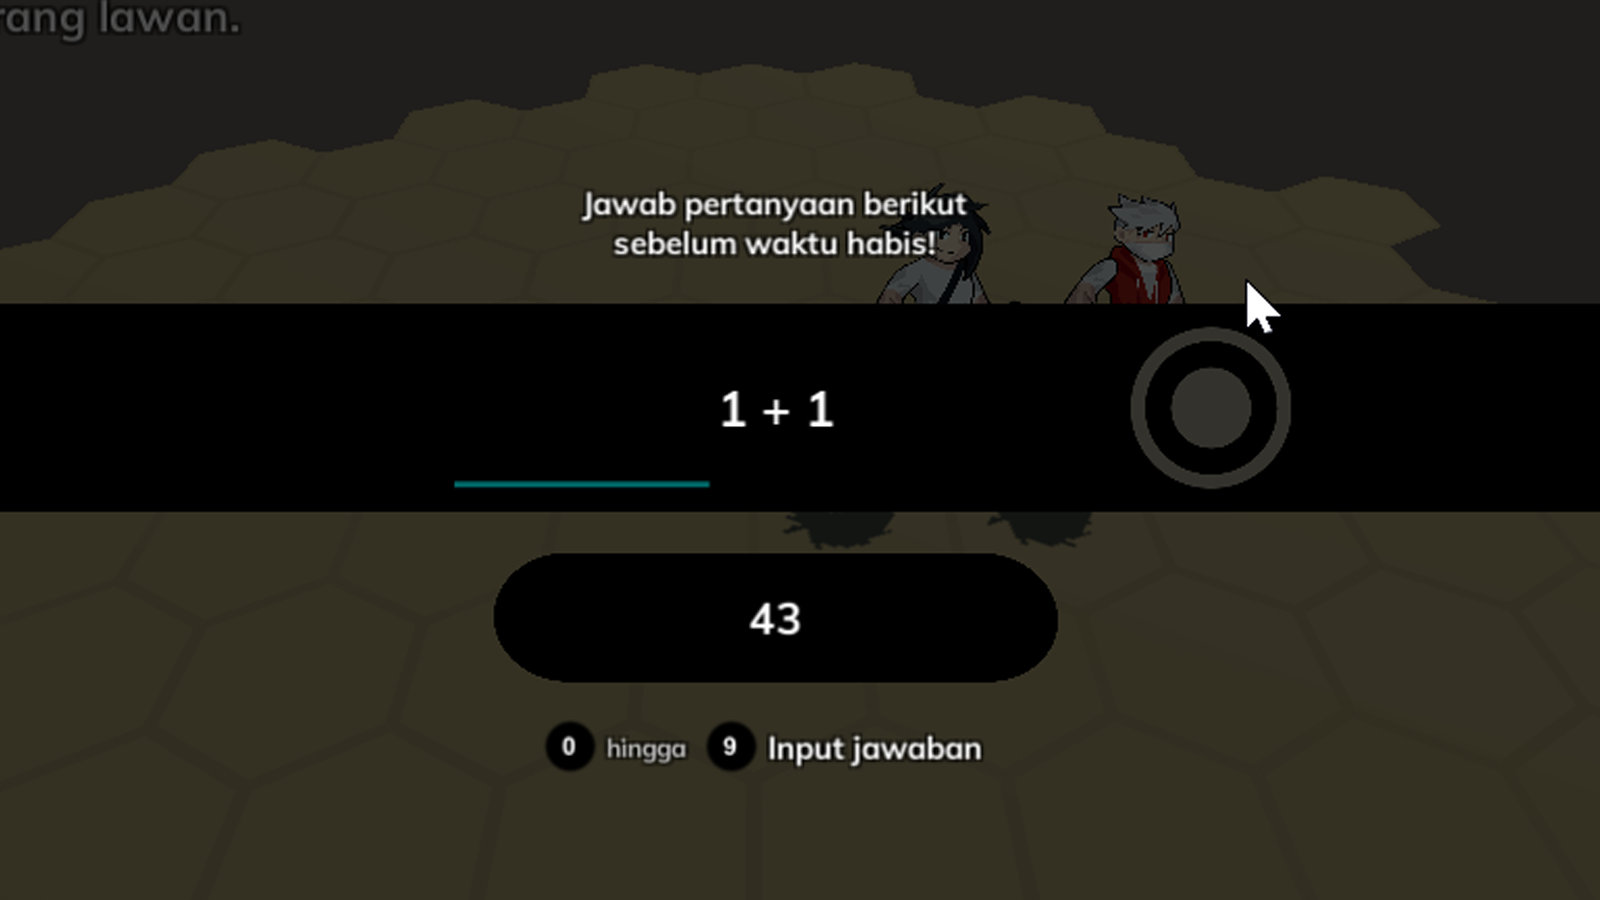 rang lawan.
Jawab pertanyaan berikut
sebelum waktu habis!
1 + 1
43
0 hingga 9 Input jawaban